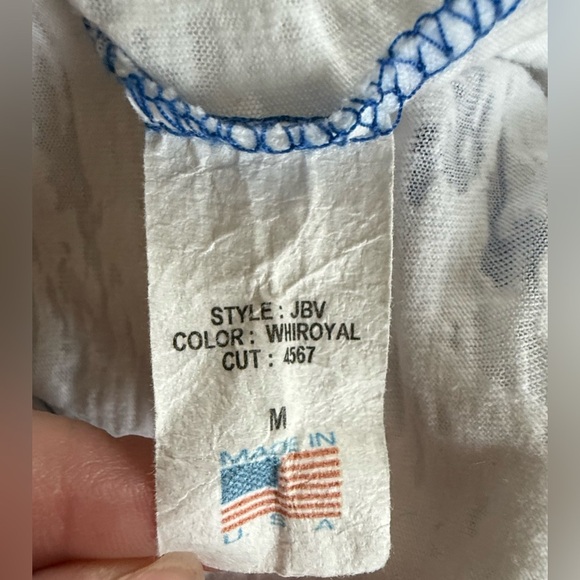 STYLE : JBV
COLOR : WHIROYAL
CUT : 4567
M
MADE IN
U S A